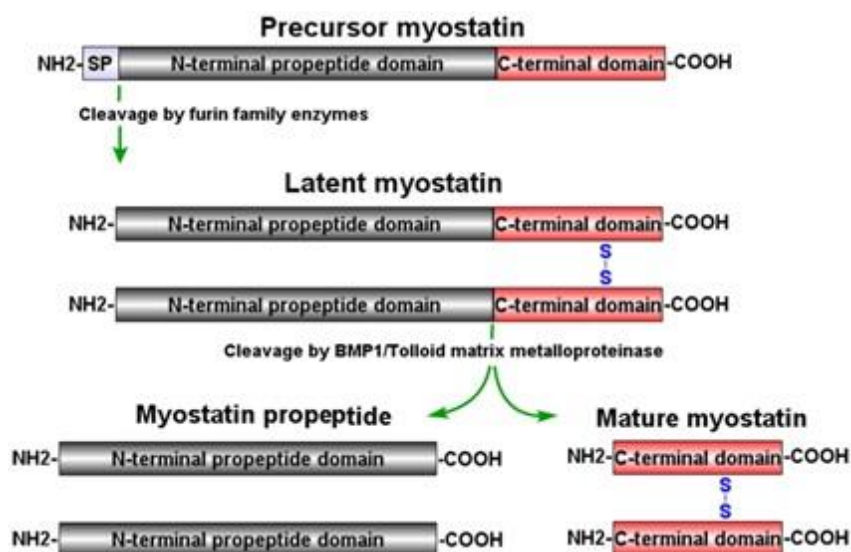 Precursor myostatin
NH2- SP N-terminal propeptide domain C-terminal domain -COOH
Cleavage by furin family enzymes
Latent myostatin
NH2- N-terminal propeptide domain C-terminal domain -COOH
S
S
NH2- N-terminal propeptide domain C-terminal domain -COOH
Cleavage by BMP1/Tolloid matrix metalloproteinase
Myostatin propeptide
NH2- N-terminal propeptide domain -COOH
NH2- N-terminal propeptide domain -COOH
Mature myostatin
NH2- C-terminal domain -COOH
S
S
NH2- C-terminal domain -COOH